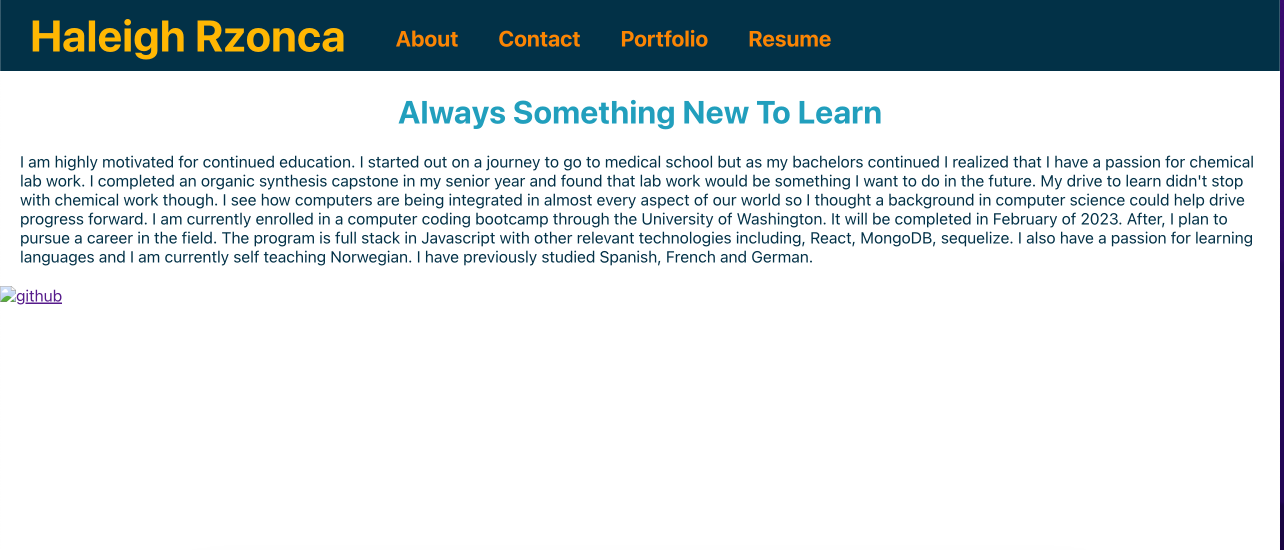 Haleigh Rzonca About Contact Portfolio Resume
Always Something New To Learn
I am highly motivated for continued education. I started out on a journey to go to medical school but as my bachelors continued I realized that I have a passion for chemical
lab work. I completed an organic synthesis capstone in my senior year and found that lab work would be something I want to do in the future. My drive to learn didn't stop
with chemical work though. I see how computers are being integrated in almost every aspect of our world so I thought a background in computer science could help drive
progress forward. I am currently enrolled in a computer coding bootcamp through the University of Washington. It will be completed in February of 2023. After, I plan to
pursue a career in the field. The program is full stack in Javascript with other relevant technologies including, React, MongoDB, sequelize. I also have a passion for learning
languages and I am currently self teaching Norwegian. I have previously studied Spanish, French and German.
github